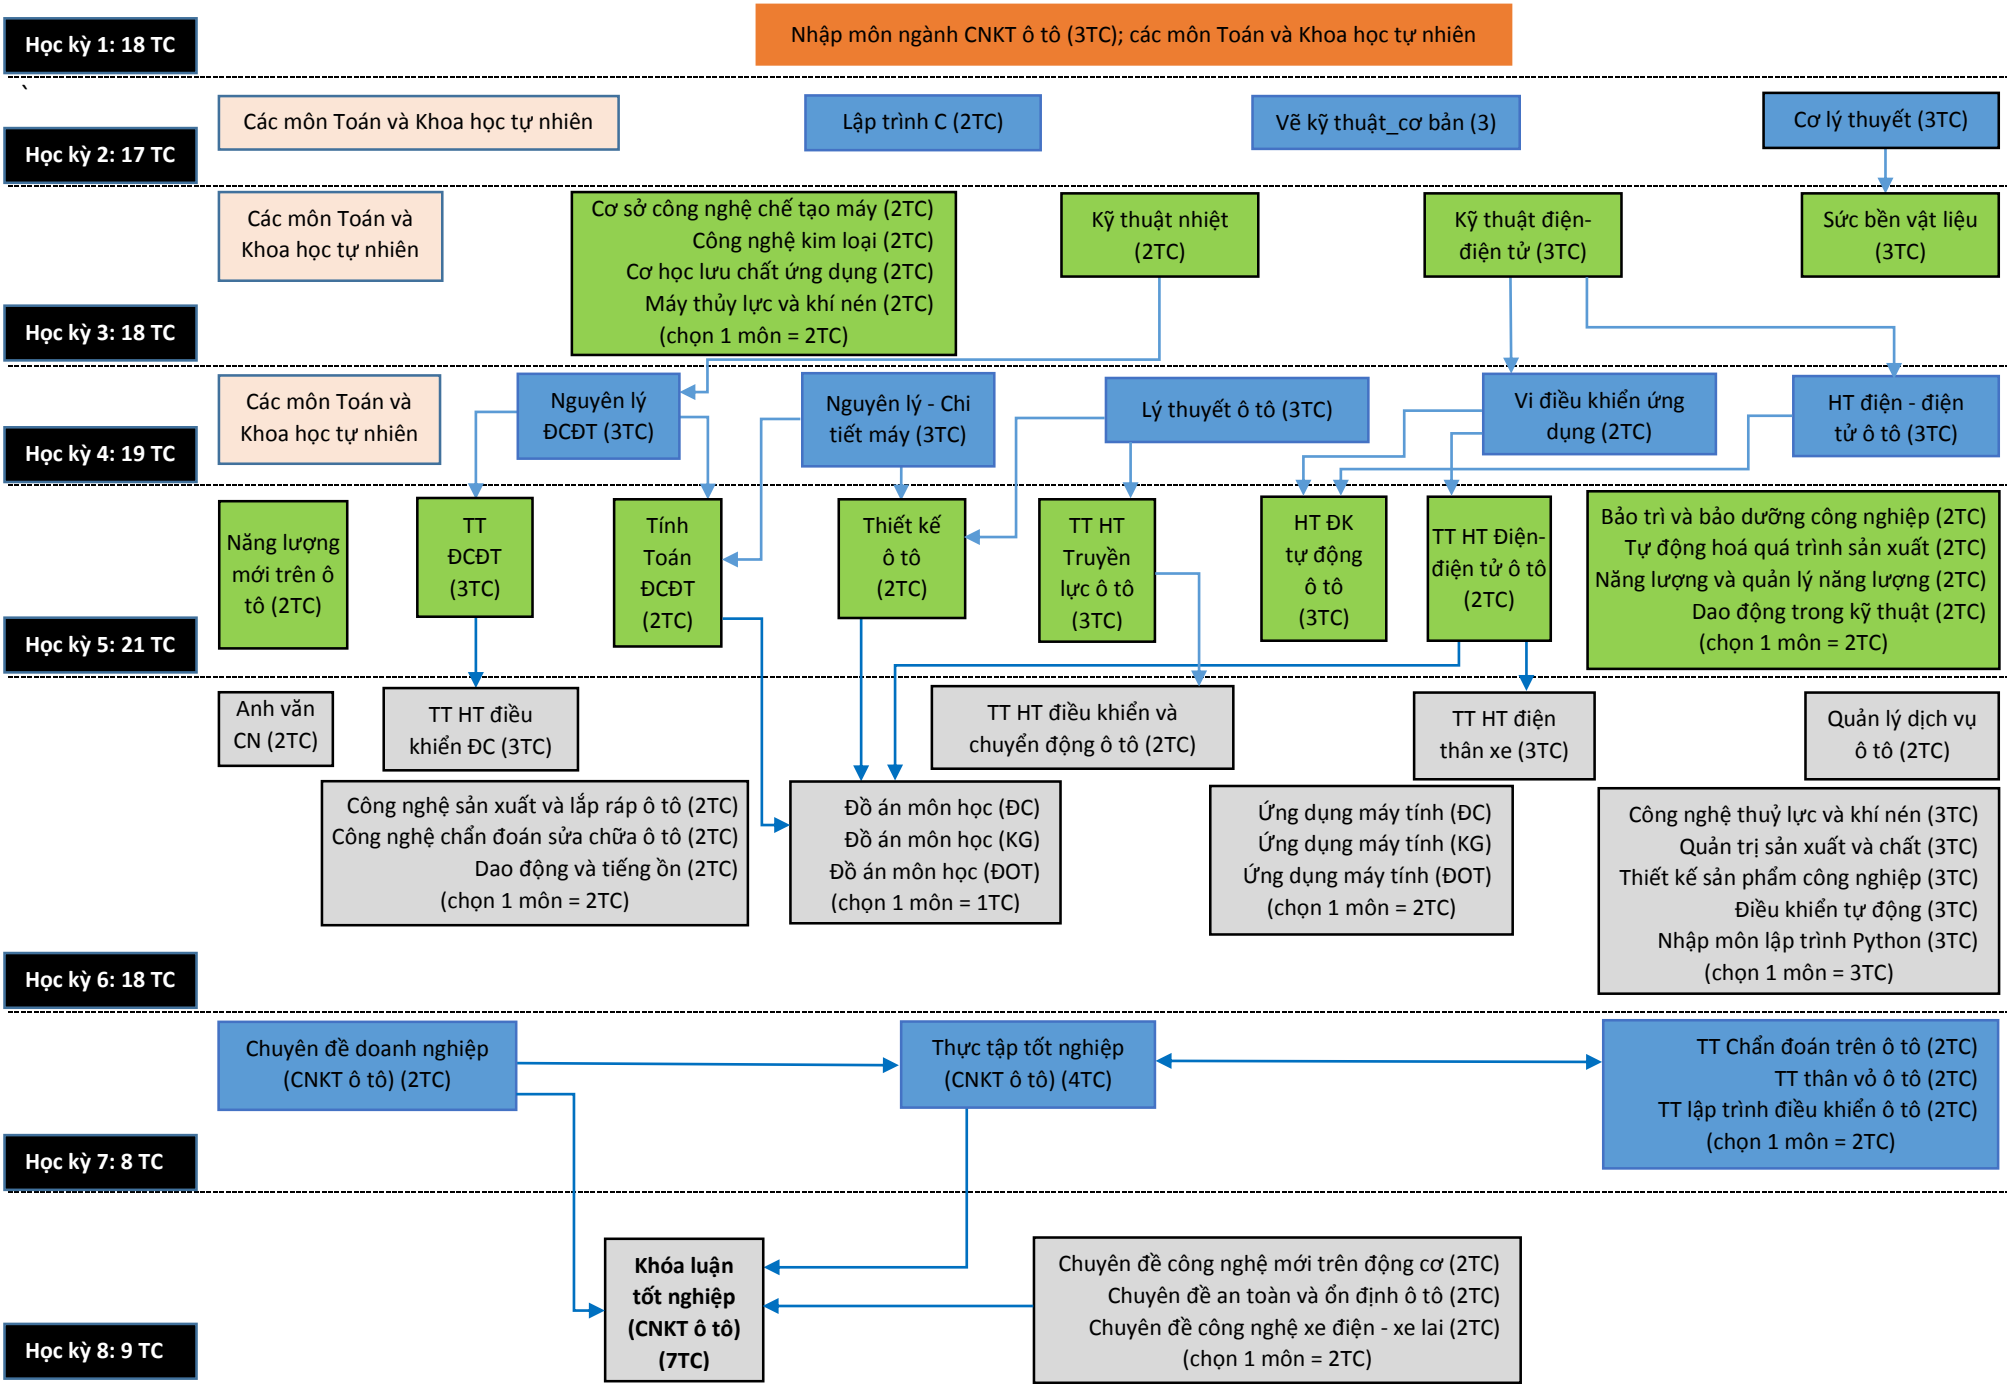 Học kỳ 1: 18 TC
Nhập môn ngành CNKT ô tô (3TC); các môn Toán và Khoa học tự nhiên
`
Học kỳ 2: 17 TC
Các môn Toán và Khoa học tự nhiên
Lập trình C (2TC)
Vẽ kỹ thuật_cơ bản (3)
Cơ lý thuyết (3TC)
Học kỳ 3: 18 TC
Các môn Toán và
Khoa học tự nhiên
Cơ sở công nghệ chế tạo máy (2TC)
Công nghệ kim loại (2TC)
Cơ học lưu chất ứng dụng (2TC)
Máy thủy lực và khí nén (2TC)
(chọn 1 môn = 2TC)
Kỹ thuật nhiệt
(2TC)
Kỹ thuật điện-
điện tử (3TC)
Sức bền vật liệu
(3TC)
Học kỳ 4: 19 TC
Các môn Toán và
Khoa học tự nhiên
Nguyên lý
ĐCĐT (3TC)
Nguyên lý - Chi
tiết máy (3TC)
Lý thuyết ô tô (3TC)
Vi điều khiển ứng
dụng (2TC)
HT điện - điện
tử ô tô (3TC)
Học kỳ 5: 21 TC
Năng lượng
mới trên ô
tô (2TC)
TT
ĐCĐT
(3TC)
Tính
Toán
ĐCĐT
(2TC)
Thiết kế
ô tô
(2TC)
TT HT
Truyền
lực ô tô
(3TC)
HT ĐK
tự động
ô tô
(3TC)
TT HT Điện-
điện tử ô tô
(2TC)
Bảo trì và bảo dưỡng công nghiệp (2TC)
Tự động hoá quá trình sản xuất (2TC)
Năng lượng và quản lý năng lượng (2TC)
Dao động trong kỹ thuật (2TC)
(chọn 1 môn = 2TC)
Học kỳ 6: 18 TC
Anh văn
CN (2TC)
TT HT điều
khiển ĐC (3TC)
TT HT điều khiển và
chuyển động ô tô (2TC)
TT HT điện
thân xe (3TC)
Quản lý dịch vụ
ô tô (2TC)
Công nghệ sản xuất và lắp ráp ô tô (2TC)
Công nghệ chẩn đoán sửa chữa ô tô (2TC)
Dao động và tiếng ồn (2TC)
(chọn 1 môn = 2TC)
Đồ án môn học (ĐC)
Đồ án môn học (KG)
Đồ án môn học (ĐOT)
(chọn 1 môn = 1TC)
Ứng dụng máy tính (ĐC)
Ứng dụng máy tính (KG)
Ứng dụng máy tính (ĐOT)
(chọn 1 môn = 2TC)
Công nghệ thuỷ lực và khí nén (3TC)
Quản trị sản xuất và chất (3TC)
Thiết kế sản phẩm công nghiệp (3TC)
Điều khiển tự động (3TC)
Nhập môn lập trình Python (3TC)
(chọn 1 môn = 3TC)
Học kỳ 7: 8 TC
Chuyên đề doanh nghiệp
(CNKT ô tô) (2TC)
Thực tập tốt nghiệp
(CNKT ô tô) (4TC)
TT Chẩn đoán trên ô tô (2TC)
TT thân vỏ ô tô (2TC)
TT lập trình điều khiển ô tô (2TC)
(chọn 1 môn = 2TC)
Học kỳ 8: 9 TC
Khóa luận
tốt nghiệp
(CNKT ô tô)
(7TC)
Chuyên đề công nghệ mới trên động cơ (2TC)
Chuyên đề an toàn và ổn định ô tô (2TC)
Chuyên đề công nghệ xe điện - xe lai (2TC)
(chọn 1 môn = 2TC)